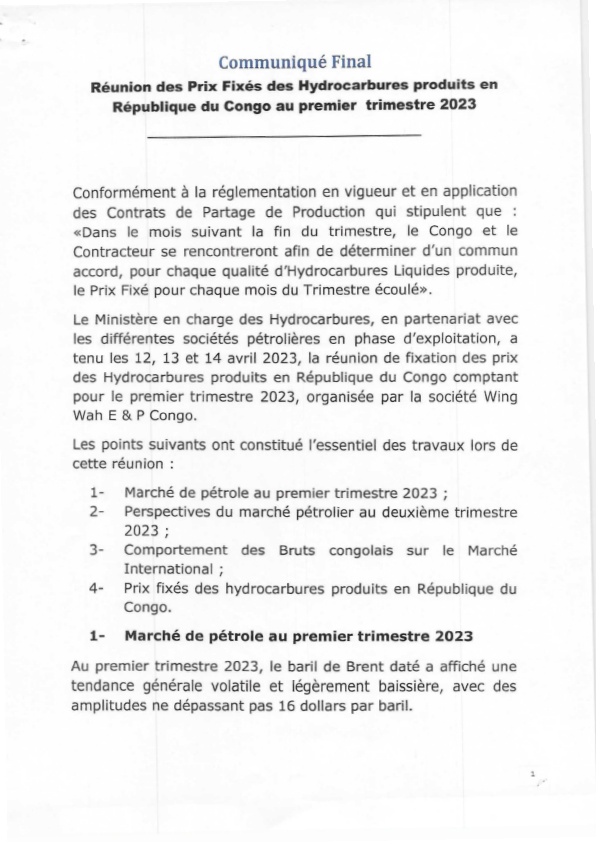 Communiqué Final
Réunion des Prix Fixés des Hydrocarbures produits en
République du Congo au premier trimestre 2023
Conformément à la réglementation en vigueur et en application
des Contrats de Partage de Production qui stipulent que :
«Dans le mois suivant la fin du trimestre, le Congo et le
Contracteur se rencontreront afin de déterminer d'un commun
accord, pour chaque qualité d'Hydrocarbures Liquides produite,
le Prix Fixé pour chaque mois du Trimestre écoulé».
Le Ministère en charge des Hydrocarbures, en partenariat avec
les différentes sociétés pétrolières en phase d'exploitation, a
tenu les 12, 13 et 14 avril 2023, la réunion de fixation des prix
des Hydrocarbures produits en République du Congo comptant
pour le premier trimestre 2023, organisée par la société Wing
Wah E & P Congo.
Les points suivants ont constitué l'essentiel des travaux lors de
cette réunion :
1- Marché de pétrole au premier trimestre 2023 ;
2- Perspectives du marché pétrolier au deuxième trimestre
2023 ;
3- Comportement des Bruts congolais sur le Marché
International ;
4- Prix fixés des hydrocarbures produits en République du
Congo.
1- Marché de pétrole au premier trimestre 2023
Au premier trimestre 2023, le baril de Brent daté a affiché une
tendance générale volatile et légèrement baissière, avec des
amplitudes ne dépassant pas 16 dollars par baril.
1